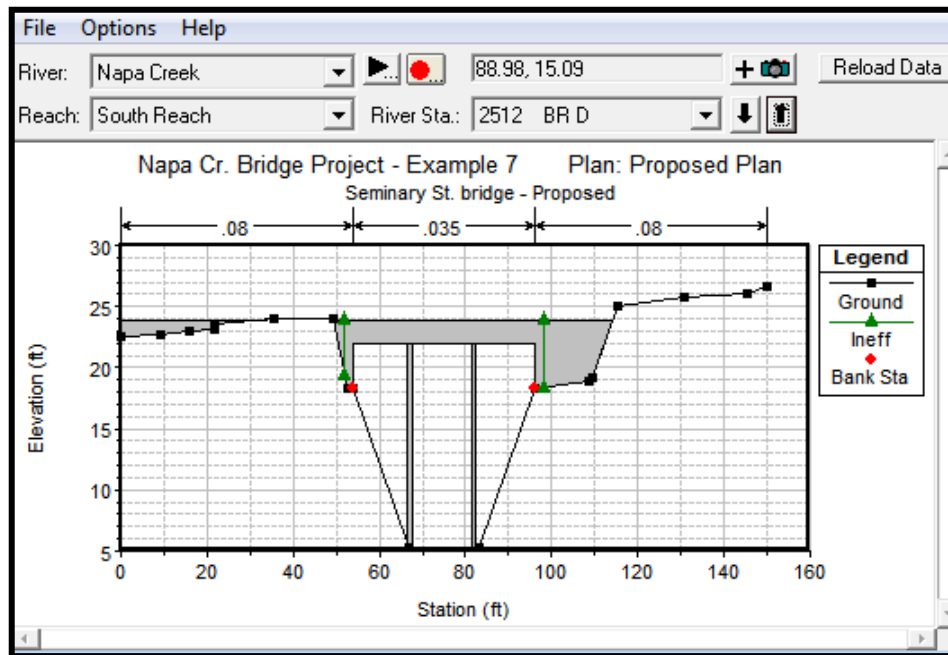 File Options Help
River: Napa Creek 88.98, 15.09 Reload Data
Reach: South Reach River Sta.: 2512 BR D
Napa Cr. Bridge Project - Example 7 Plan: Proposed Plan
Seminary St. bridge - Proposed
.08 .035 .08
30
25
20
15
10
5
Elevation (ft)
0 20 40 60 80 100 120 140 160
Station (ft)
Legend
Ground
Ineff
Bank Sta